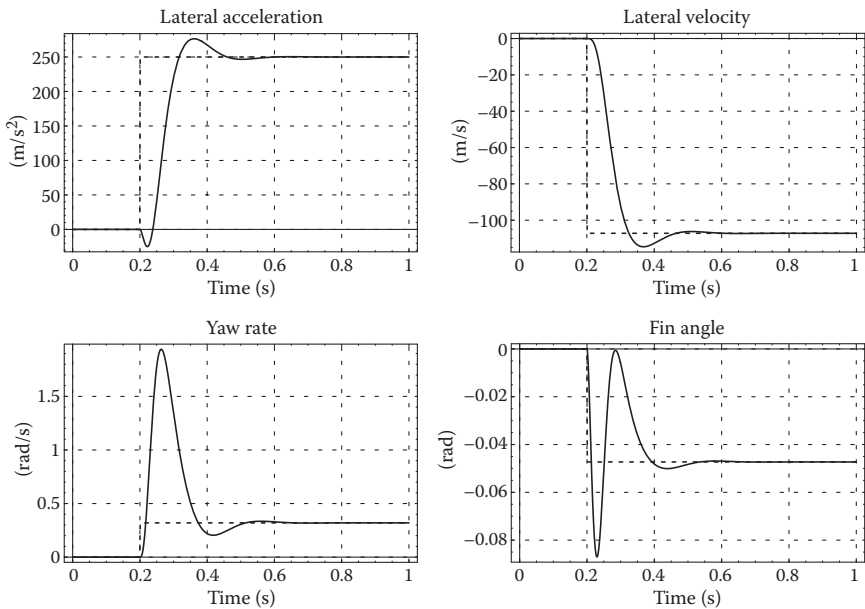 Lateral acceleration
250
200
150
100
50
0
(m/s²)
0 0.2 0.4 0.6 0.8 1
Time (s)
Lateral velocity
0
−20
−40
−60
−80
−100
(m/s)
0 0.2 0.4 0.6 0.8 1
Time (s)
Yaw rate
1.5
1
0.5
0
(rad/s)
0 0.2 0.4 0.6 0.8 1
Time (s)
Fin angle
0
−0.02
−0.04
−0.06
−0.08
(rad)
0 0.2 0.4 0.6 0.8 1
Time (s)